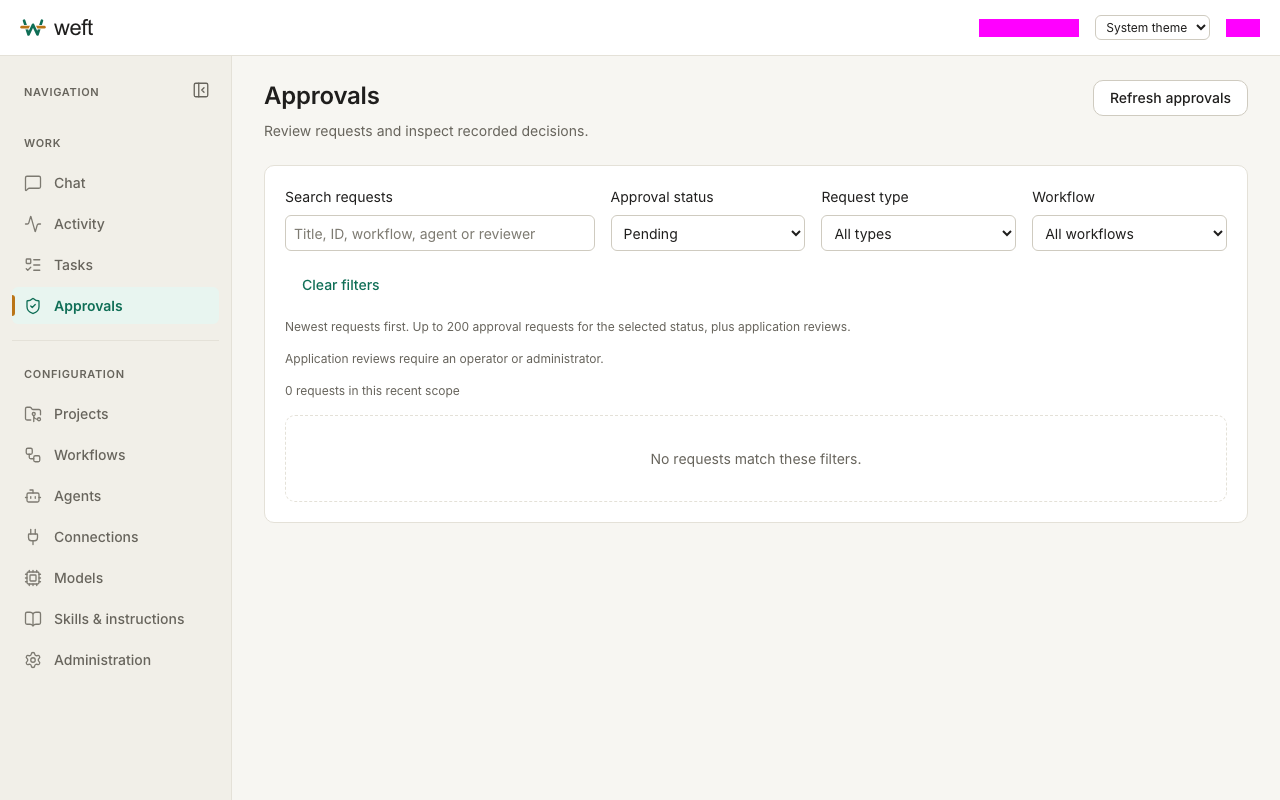 weft
System theme
NAVIGATION
WORK
Chat
Activity
Tasks
Approvals
CONFIGURATION
Projects
Workflows
Agents
Connections
Models
Skills & instructions
Administration
Approvals
Refresh approvals
Review requests and inspect recorded decisions.
Search requests
Approval status
Request type
Workflow
Title, ID, workflow, agent or reviewer
Pending
All types
All workflows
Clear filters
Newest requests first. Up to 200 approval requests for the selected status, plus application reviews.
Application reviews require an operator or administrator.
0 requests in this recent scope
No requests match these filters.